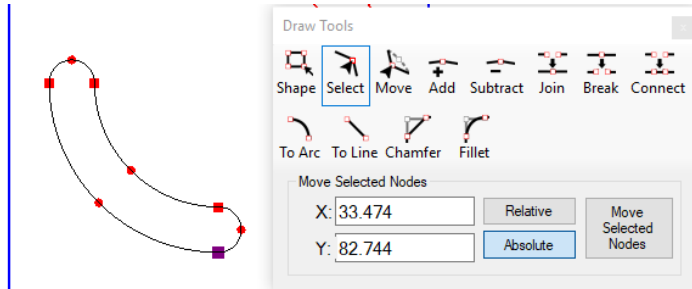 Draw Tools
Shape Select Move Add Subtract Join Break Connect
To Arc To Line Chamfer Fillet
Move Selected Nodes
X: 33.474 Relative
Y: 82.744 Absolute
Move
Selected
Nodes